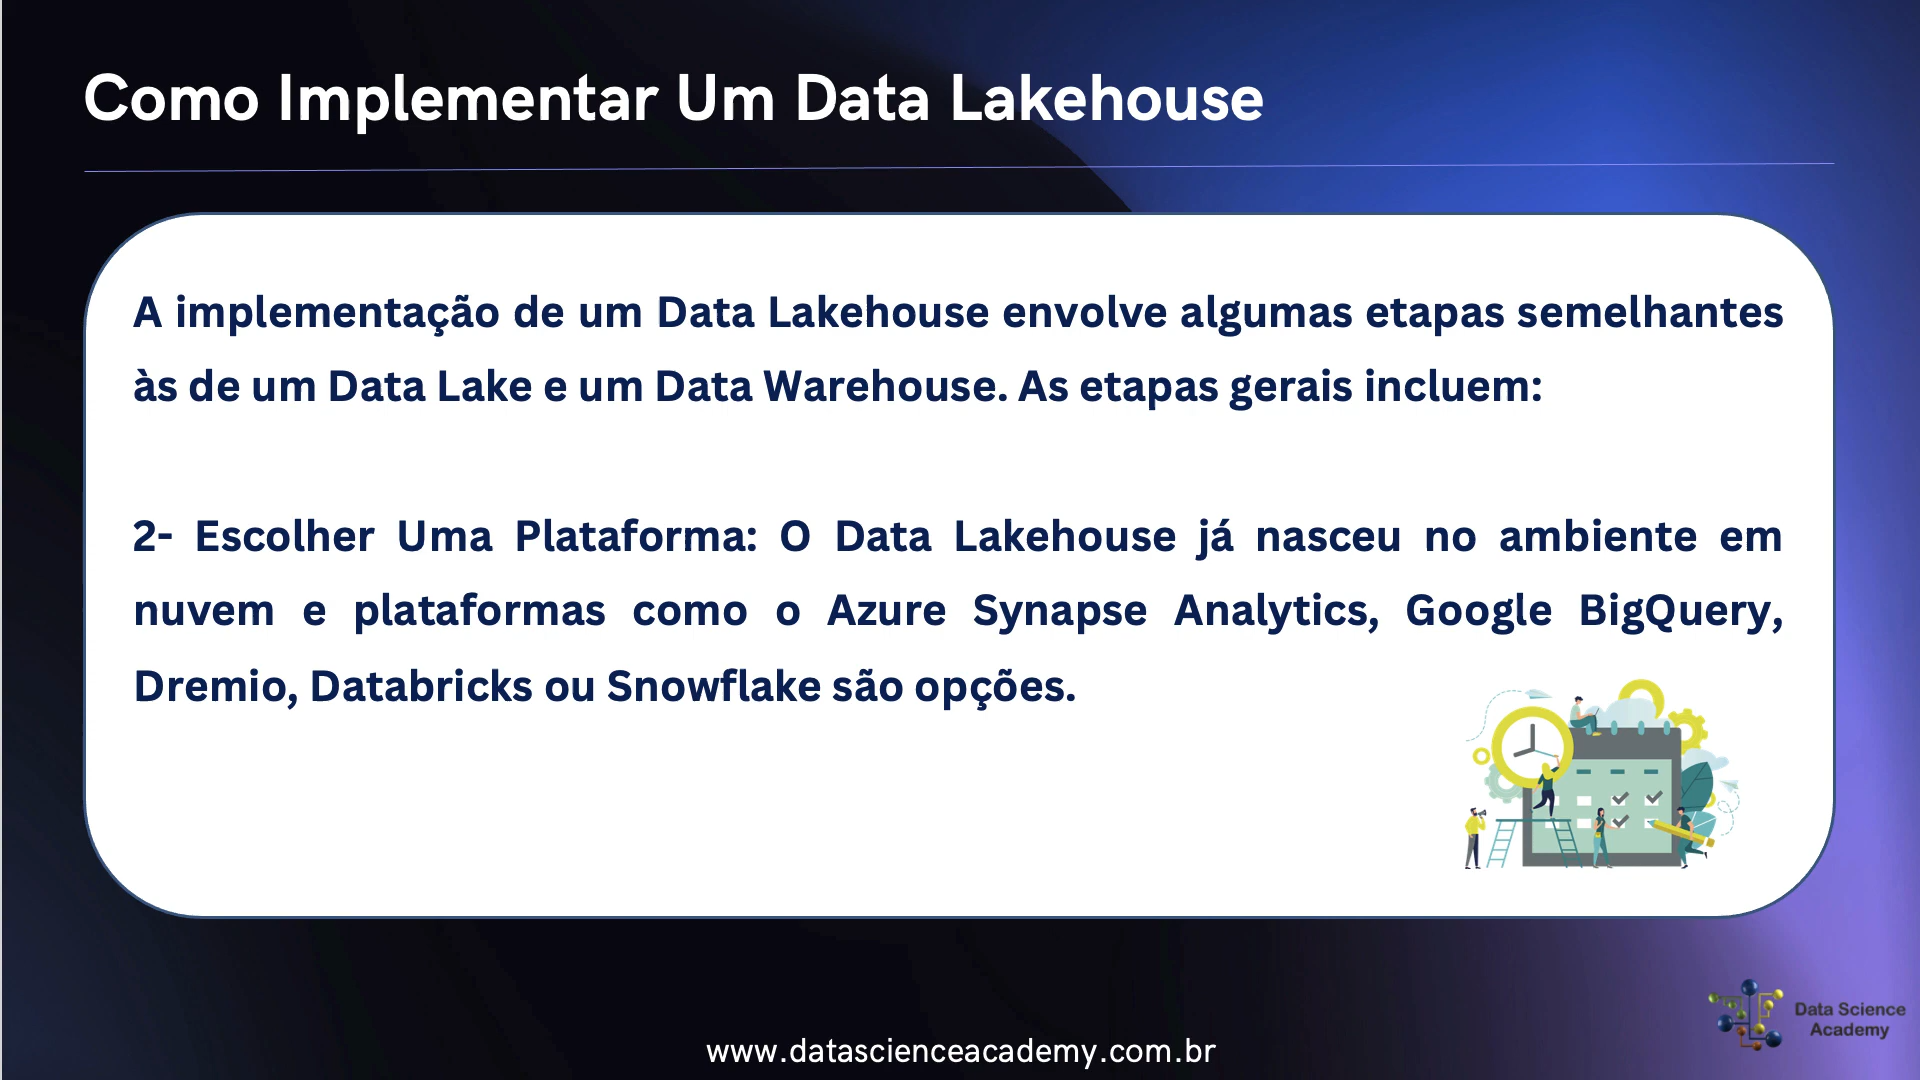 Como Implementar Um Data Lakehouse
A implementação de um Data Lakehouse envolve algumas etapas semelhantes
às de um Data Lake e um Data Warehouse. As etapas gerais incluem:
2- Escolher Uma Plataforma: O Data Lakehouse já nasceu no ambiente em
nuvem e plataformas como o Azure Synapse Analytics, Google BigQuery,
Dremio, Databricks ou Snowflake são opções.
Data Science
Academy
www.datascienceacademy.com.br